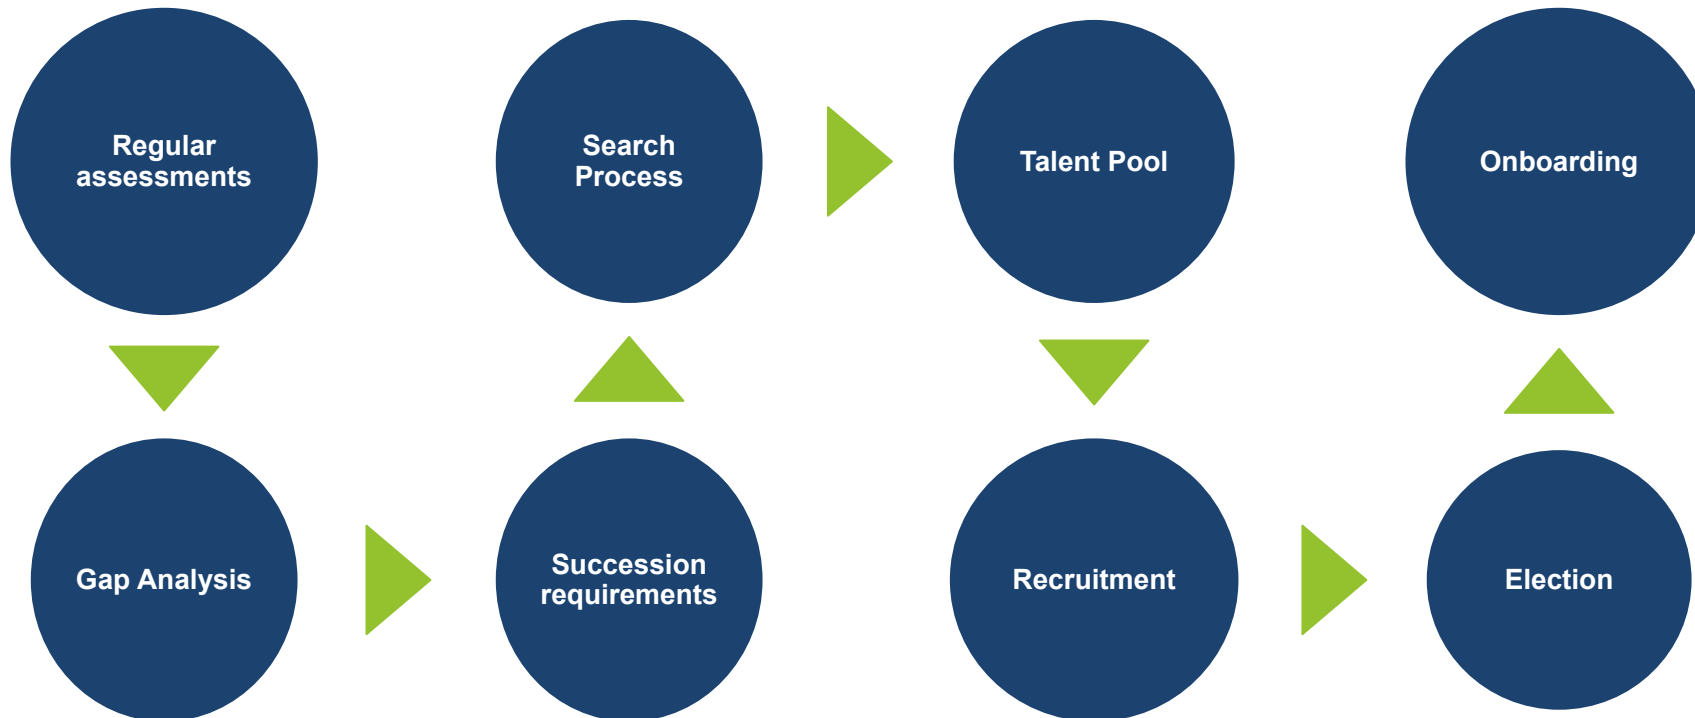 Regular
assessments
Gap Analysis
Succession
requirements
Search
Process
Talent Pool
Recruitment
Election
Onboarding